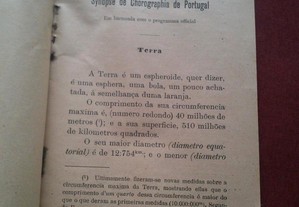 Synopse de Chorographia de Portugal
Em harmonia com o programma official
Terra
A Terra é um espheroide, quer dizer,
é uma esphera, uma bola, um pouco acha-
tada, á semelhança duma laranja.
O comprimento da sua circunferencia
maxima é, (numero redondo) 40 milhões de
metros (¹); e a sua superficie, 510 milhões
de kilometros quadrados.
O seu maior diametro (diametro equa-
torial) é de 12:754ᵏᵐ; e o menor (diametro
(¹) Ultimamente fizeram-se novas medidas sobre a
circumferencia maxima da Terra, mostrando ellas que o
comprimento d'um quarto dessa circumferencia é maior do
que o que deram as primeiras medidas (10.000.000ᵐ).